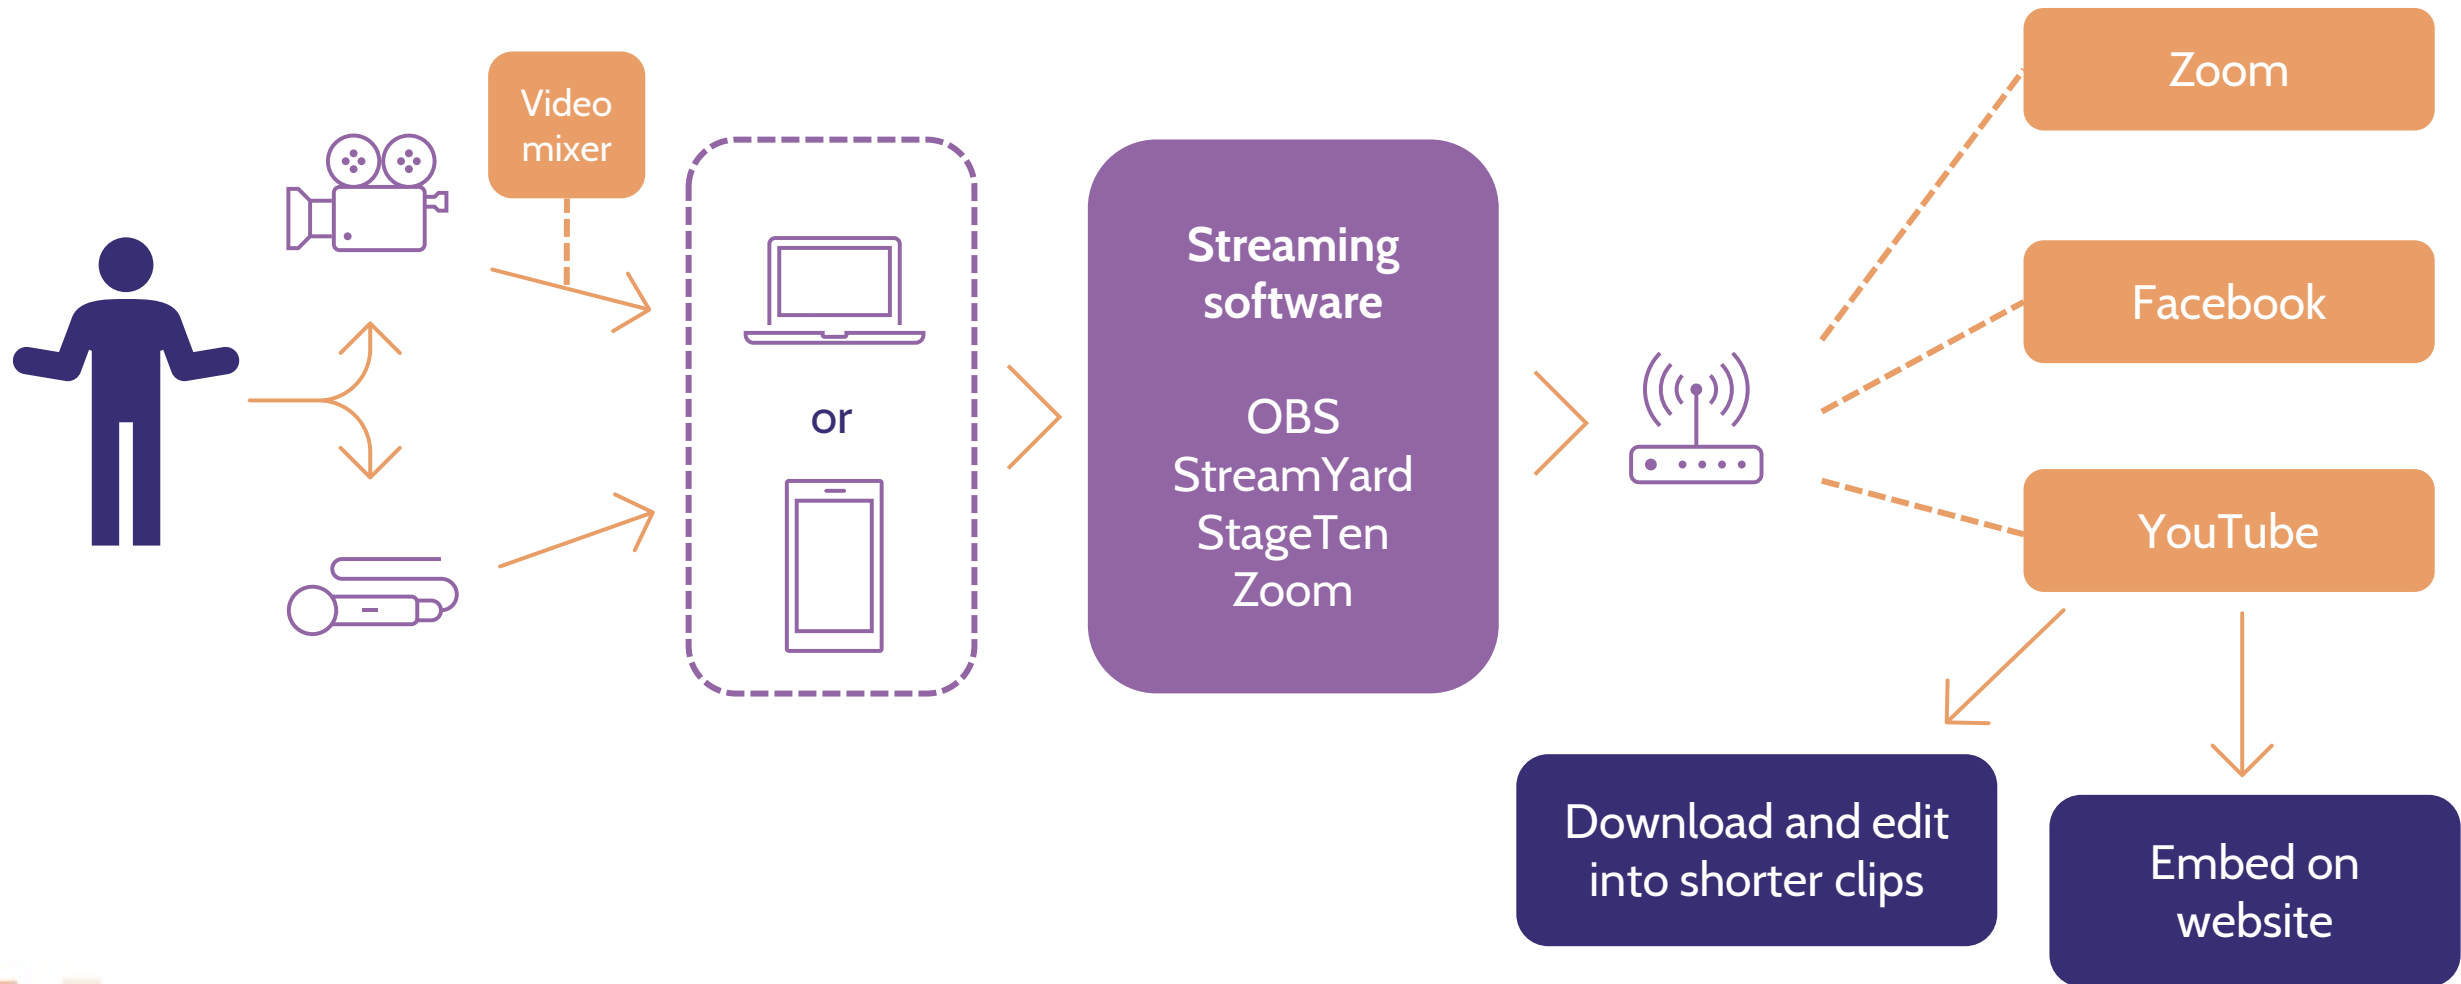 Video
mixer
or
Streaming
software
OBS
StreamYard
StageTen
Zoom
Zoom
Facebook
YouTube
Download and edit
into shorter clips
Embed on
website